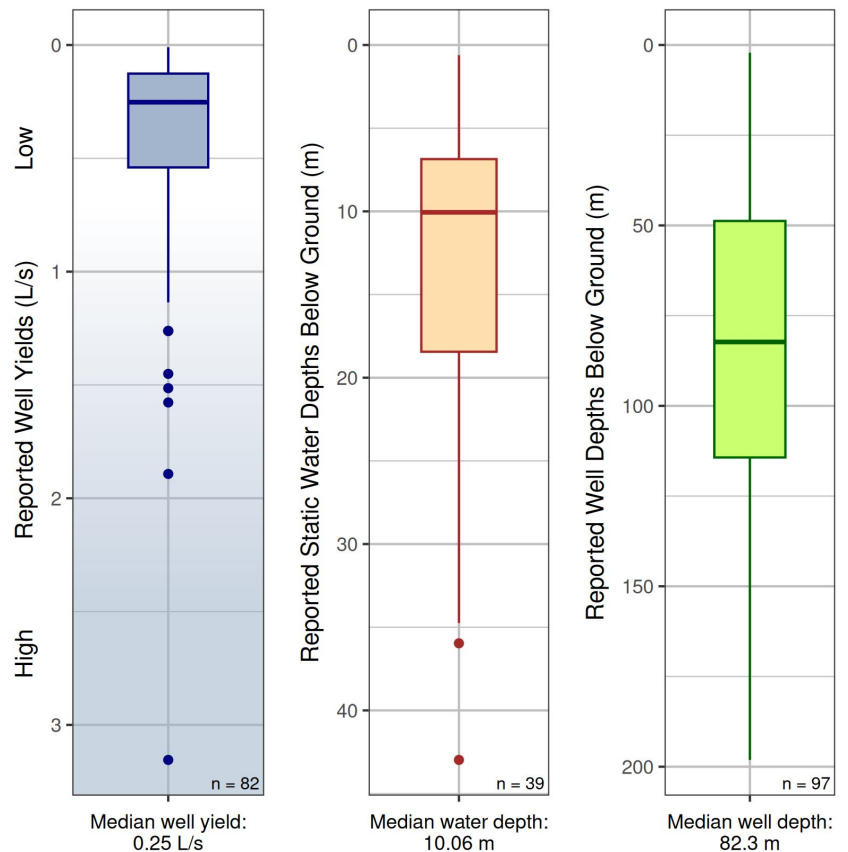 Reported Well Yields (L/s)
Low
High
0
1
2
3
n = 82
Median well yield:
0.25 L/s
Reported Static Water Depths Below Ground (m)
0
10
20
30
40
n = 39
Median water depth:
10.06 m
Reported Well Depths Below Ground (m)
0
50
100
150
200
n = 97
Median well depth:
82.3 m